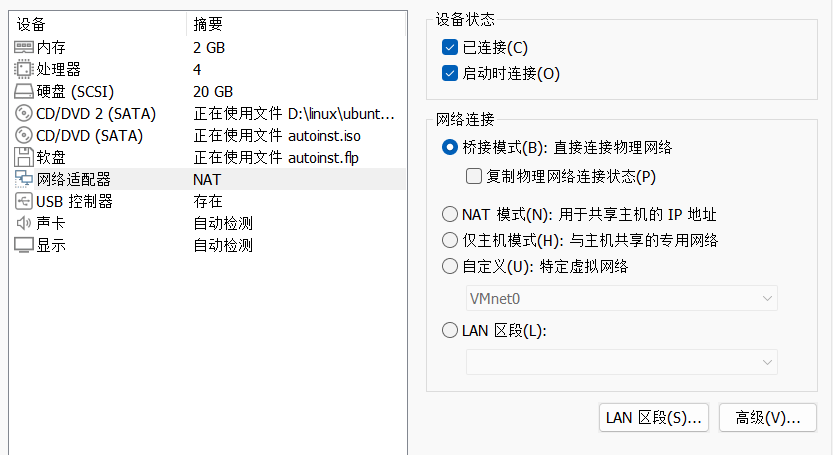 设备 摘要
内存 2 GB
处理器 4
硬盘 (SCSI) 20 GB
CD/DVD 2 (SATA) 正在使用文件 D:\linux\ubunt...
CD/DVD (SATA) 正在使用文件 autoinst.iso
软盘 正在使用文件 autoinst.flp
网络适配器 NAT
USB 控制器 存在
声卡 自动检测
显示 自动检测
设备状态
已连接(C)
启动时连接(O)
网络连接
桥接模式(B): 直接连接物理网络
复制物理网络连接状态(P)
NAT 模式(N): 用于共享主机的 IP 地址
仅主机模式(H): 与主机共享的专用网络
自定义(U): 特定虚拟网络
VMnet0
LAN 区段(L):
LAN 区段(S)... 高级(V)...